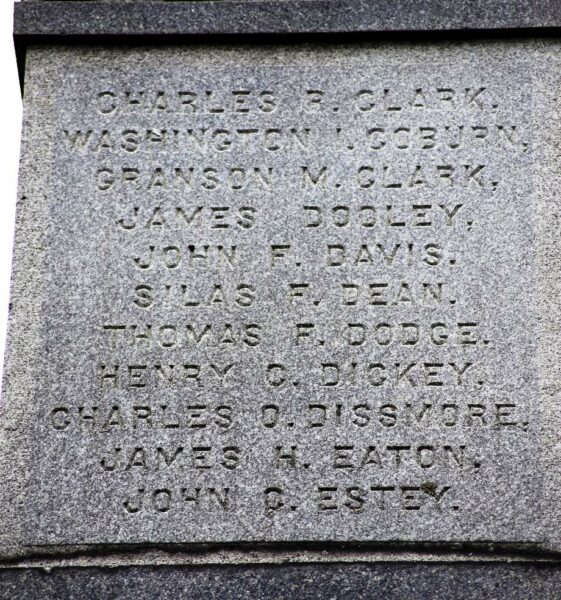 CHARLES R. CLARK.
WASHINGTON I. COBURN,
GRANSON M. CLARK,
JAMES DOOLEY,
JOHN F. DAVIS.
SILAS F. DEAN.
THOMAS F. DODGE.
HENRY C. DICKEY,
CHARLES O. DISSMORE.
JAMES H. EATON,
JOHN G. ESTEY.